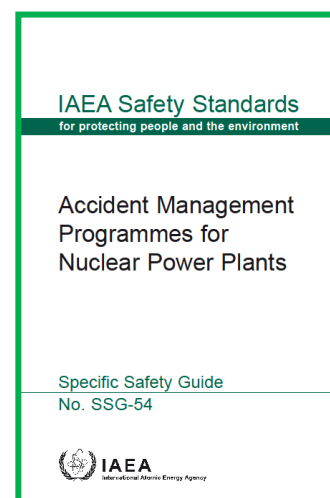 IAEA Safety Standards
for protecting people and the environment
Accident Management
Programmes for
Nuclear Power Plants
Specific Safety Guide
No. SSG-54
IAEA
International Atomic Energy Agency